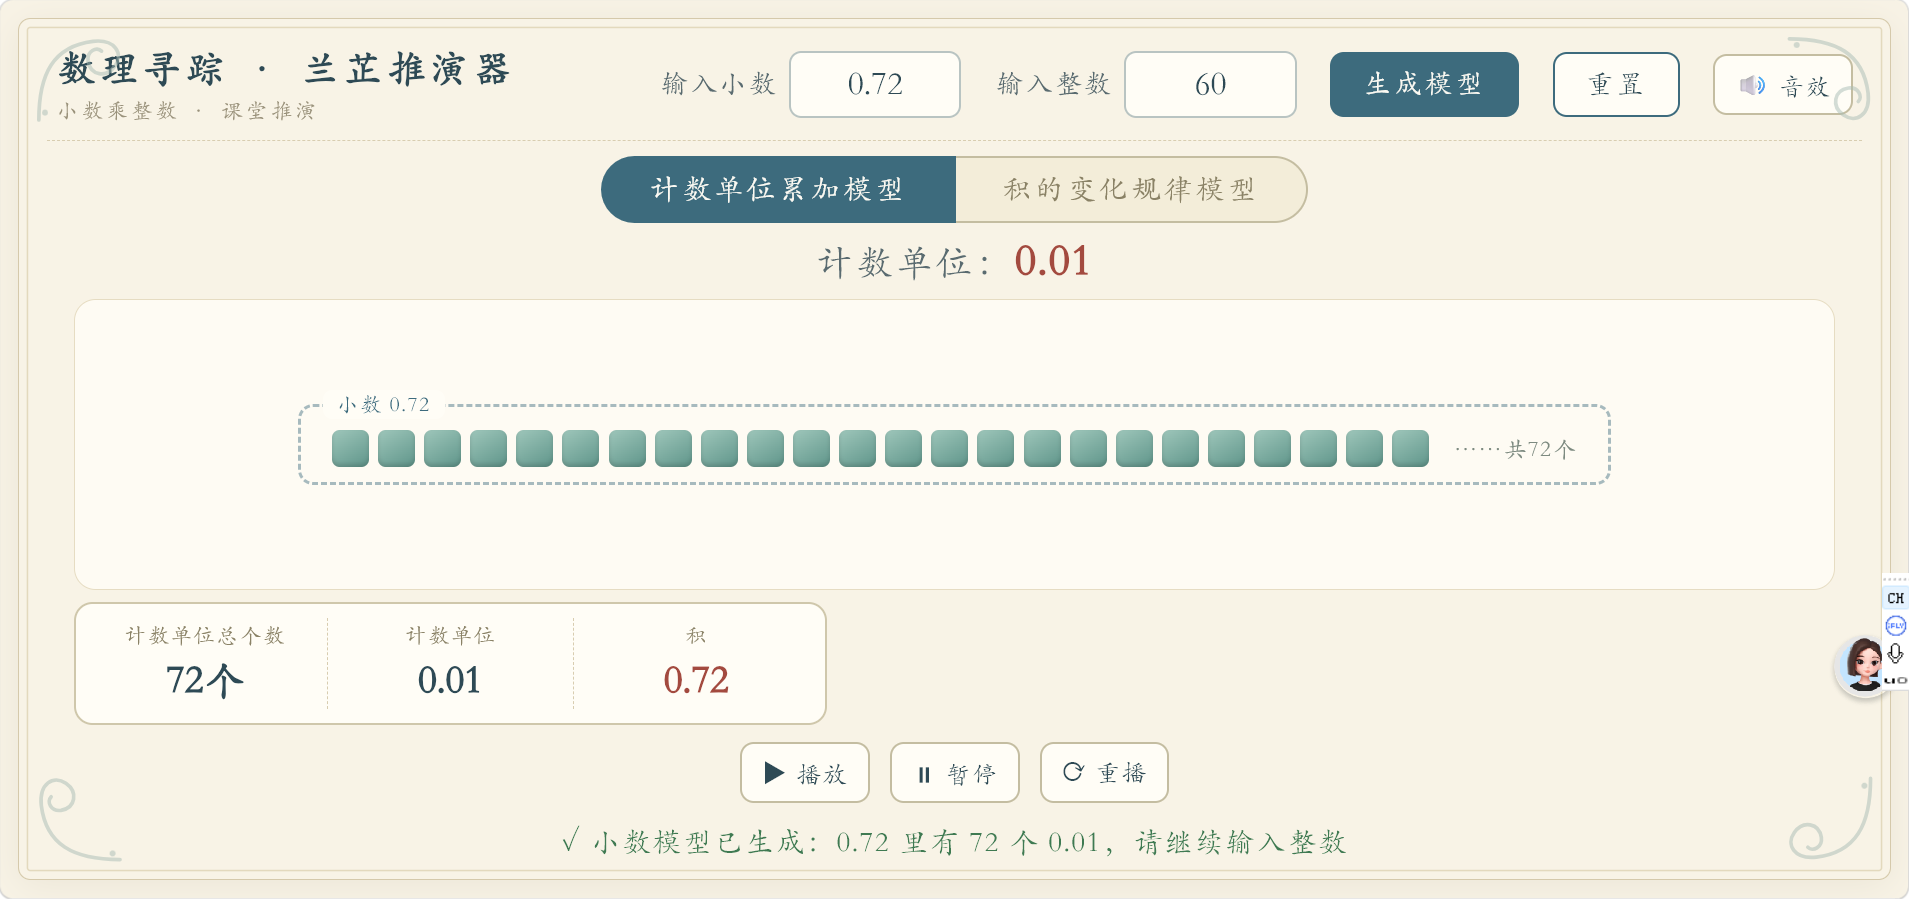 数理寻踪 · 兰芷推演器
小数乘整数 · 课堂推演
输入小数 0.72 输入整数 60 生成模型 重置 音效
计数单位累加模型 积的变化规律模型
计数单位：0.01
小数 0.72
······共72个
计数单位总个数 计数单位 积
72个 0.01 0.72
播放 暂停 重播
✓ 小数模型已生成：0.72 里有 72 个 0.01，请继续输入整数
CH
iFLY